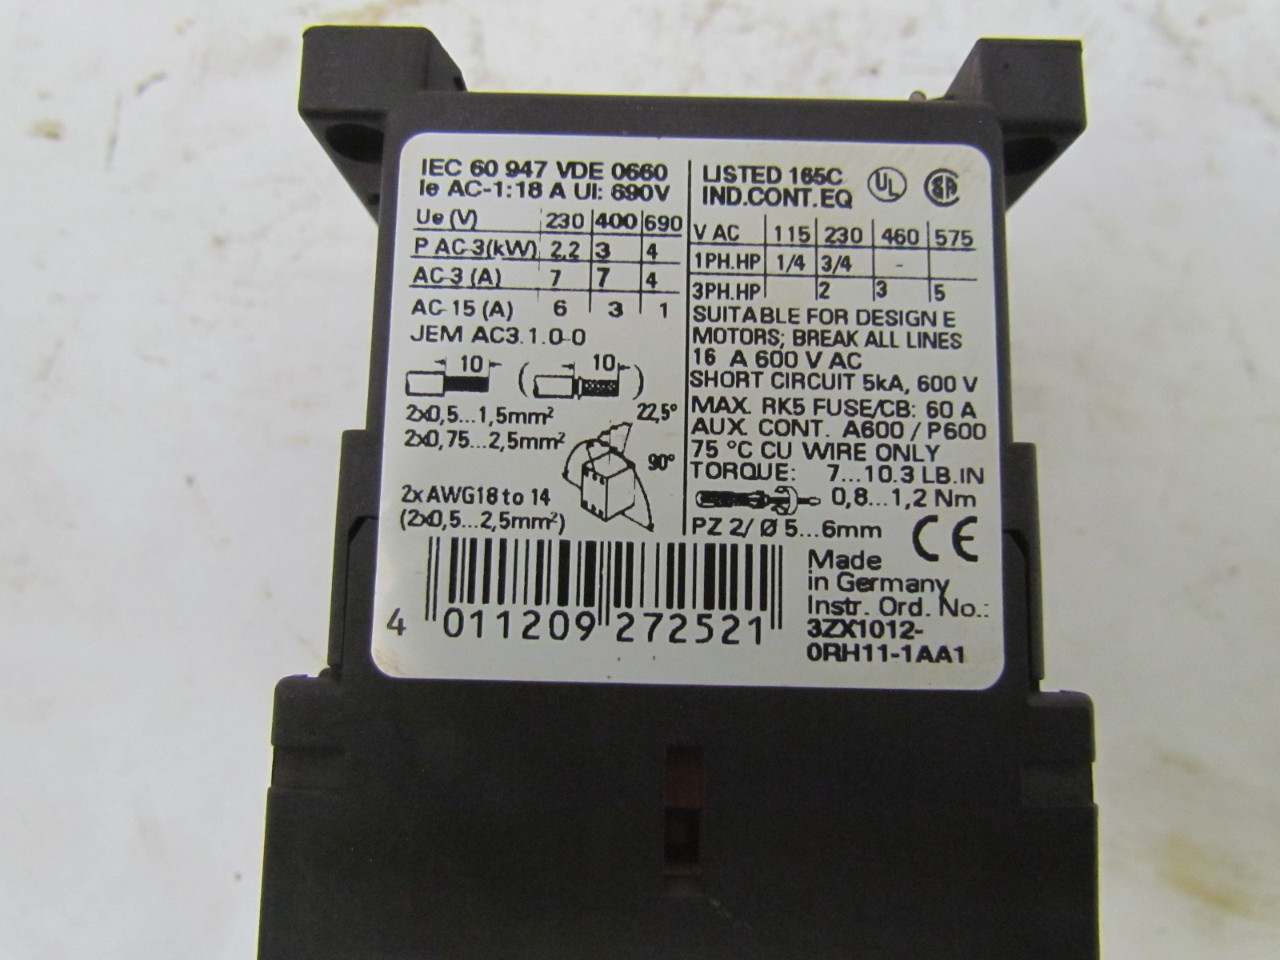 IEC 60 947 VDE 0660
Ie AC-1:18 A UI: 690V
Ue (V) 230 400 690
P AC-3(kW) 2.2 3 4
AC-3 (A) 7 7 4
AC-15 (A) 6 3 1
JEM AC3.1.0-0
10 ( 10 )
2x0,5...1,5mm²
2x0,75...2,5mm²
22,5°
90°
2x AWG18 to 14
(2x0,5...2,5mm²)
LISTED 165C
IND.CONT.EQ
UL
SA
V AC 115 230 460 575
1PH.HP 1/4 3/4 -
3PH.HP 2 3 5
SUITABLE FOR DESIGN E
MOTORS; BREAK ALL LINES
16 A 600 V AC
SHORT CIRCUIT 5kA, 600 V
MAX. RK5 FUSE/CB: 60 A
AUX. CONT. A600 / P600
75 °C CU WIRE ONLY
TORQUE: 7...10.3 LB.IN
0,8...1,2 Nm
PZ 2/ Ø 5...6mm
CE
Made
in Germany
Instr. Ord. No.:
3ZX1012-
0RH11-1AA1
4 011209 272521